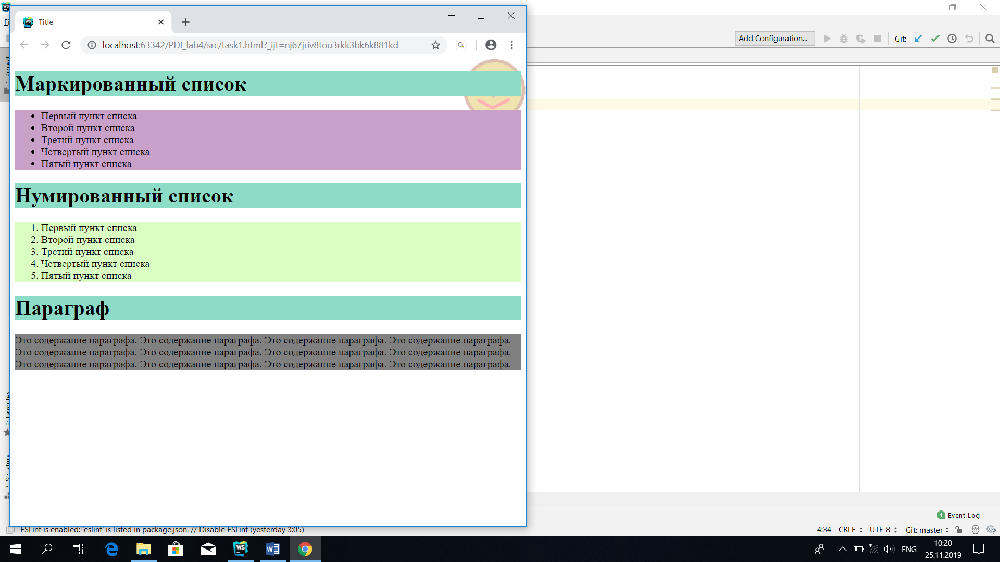 Title
localhost:63342/PDI_lab4/src/task1.html?_ijt=nj67jriv8tou3rkk3bk6k881kd
Add Configuration...
Git:
1: Project
Маркированный список
• Первый пункт списка
• Второй пункт списка
• Третий пункт списка
• Четвертый пункт списка
• Пятый пункт списка
Нумированный список
1. Первый пункт списка
2. Второй пункт списка
3. Третий пункт списка
4. Четвертый пункт списка
5. Пятый пункт списка
Параграф
Это содержание параграфа. Это содержание параграфа. Это содержание параграфа. Это содержание параграфа.
Это содержание параграфа. Это содержание параграфа. Это содержание параграфа. Это содержание параграфа.
Это содержание параграфа. Это содержание параграфа. Это содержание параграфа. Это содержание параграфа.
2: Favorites
7: Structure
1 Event Log
ESLint is enabled: 'eslint' is listed in package.json. // Disable ESLint (yesterday 3:05)
4:34 CRLF UTF-8 Git: master
ENG
10:20
25.11.2019